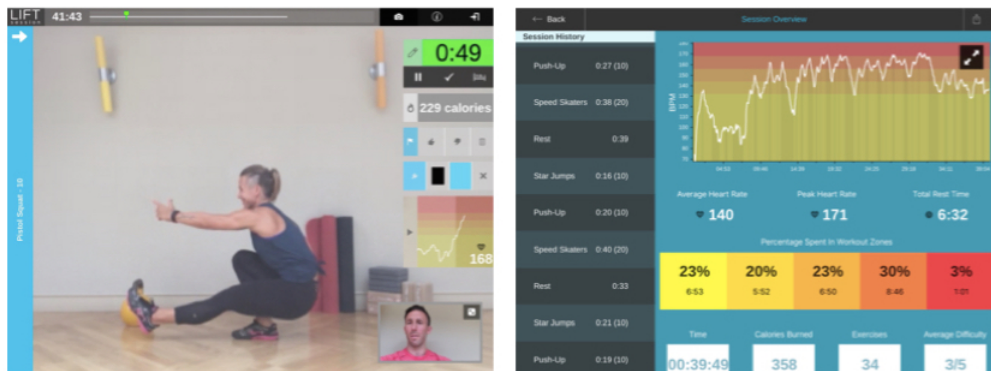 LIFT
session
41:43
0:49
229 calories
168
Pistol Squat - 10
← Back
Session Overview
Session History
Push-Up 0:27 (10)
Speed Skaters 0:38 (20)
Rest 0:39
Star Jumps 0:16 (10)
Push-Up 0:20 (10)
Speed Skaters 0:40 (20)
Rest 0:33
Star Jumps 0:21 (10)
Push-Up 0:19 (10)
BPM
Average Heart Rate Peak Heart Rate Total Rest Time
140 171 6:32
Percentage Spent In Workout Zones
23% 20% 23% 30% 3%
6:53 5:52 6:50 8:46 1:01
Time Calories Burned Exercises Average Difficulty
00:39:49 358 34 3/5